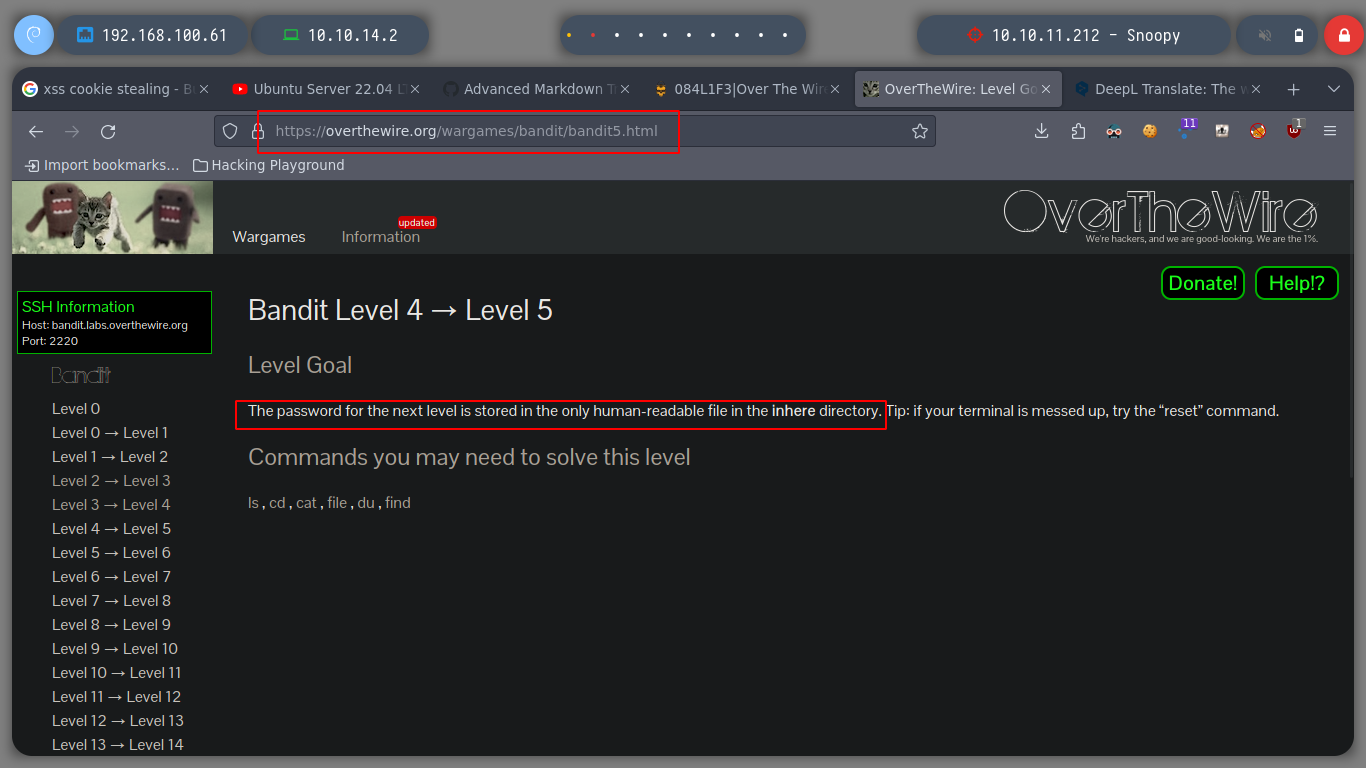 192.168.100.61
10.10.14.2
10.10.11.212 - Snoopy
xss cookie stealing - B
Ubuntu Server 22.04 LT
Advanced Markdown T
084L1F3|Over The Wire
OverTheWire: Level Go
DeepL Translate: The w
https://overthewire.org/wargames/bandit/bandit5.html
11
1
Import bookmarks...
Hacking Playground
Wargames
Information
updated
OverTheWire
We're hackers, and we are good-looking. We are the 1%.
Donate!
Help!?
SSH Information
Host: bandit.labs.overthewire.org
Port: 2220
Bandit
Level 0
Level 0 → Level 1
Level 1 → Level 2
Level 2 → Level 3
Level 3 → Level 4
Level 4 → Level 5
Level 5 → Level 6
Level 6 → Level 7
Level 7 → Level 8
Level 8 → Level 9
Level 9 → Level 10
Level 10 → Level 11
Level 11 → Level 12
Level 12 → Level 13
Level 13 → Level 14
Bandit Level 4 → Level 5
Level Goal
The password for the next level is stored in the only human-readable file in the inhere directory. Tip: if your terminal is messed up, try the “reset” command.
Commands you may need to solve this level
ls , cd , cat , file , du , find